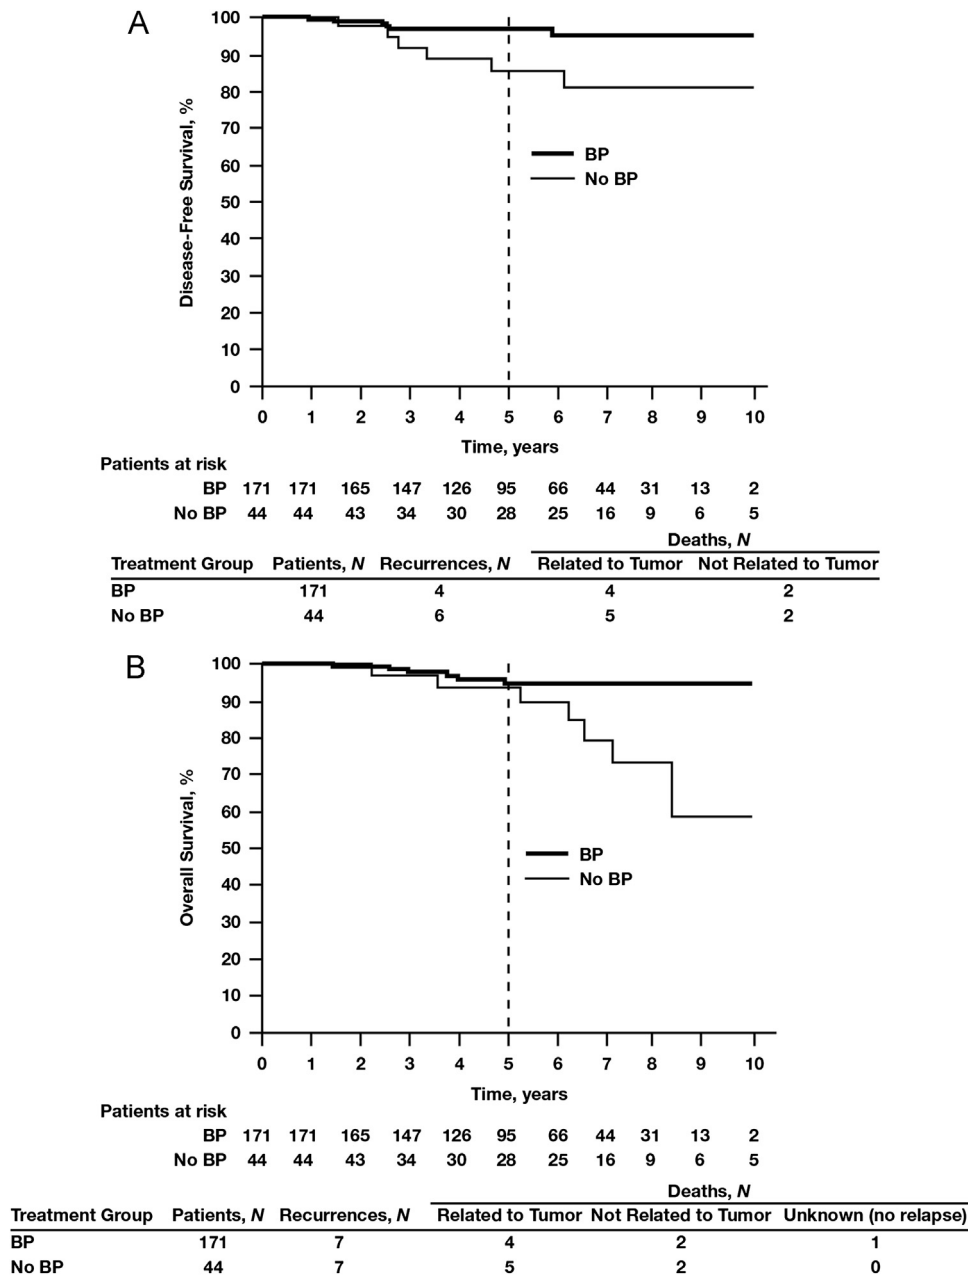 A
Disease-Free Survival, %
100
90
80
70
60
50
40
30
20
10
0
BP
No BP
0 1 2 3 4 5 6 7 8 9 10
Time, years
Patients at risk
BP 171 171 165 147 126 95 66 44 31 13 2
No BP 44 44 43 34 30 28 25 16 9 6 5
Deaths, N
Treatment Group Patients, N Recurrences, N Related to Tumor Not Related to Tumor
BP 171 4 4 2
No BP 44 6 5 2
B
Overall Survival, %
100
90
80
70
60
50
40
30
20
10
0
BP
No BP
0 1 2 3 4 5 6 7 8 9 10
Time, years
Patients at risk
BP 171 171 165 147 126 95 66 44 31 13 2
No BP 44 44 43 34 30 28 25 16 9 6 5
Deaths, N
Treatment Group Patients, N Recurrences, N Related to Tumor Not Related to Tumor Unknown (no relapse)
BP 171 7 4 2 1
No BP 44 7 5 2 0